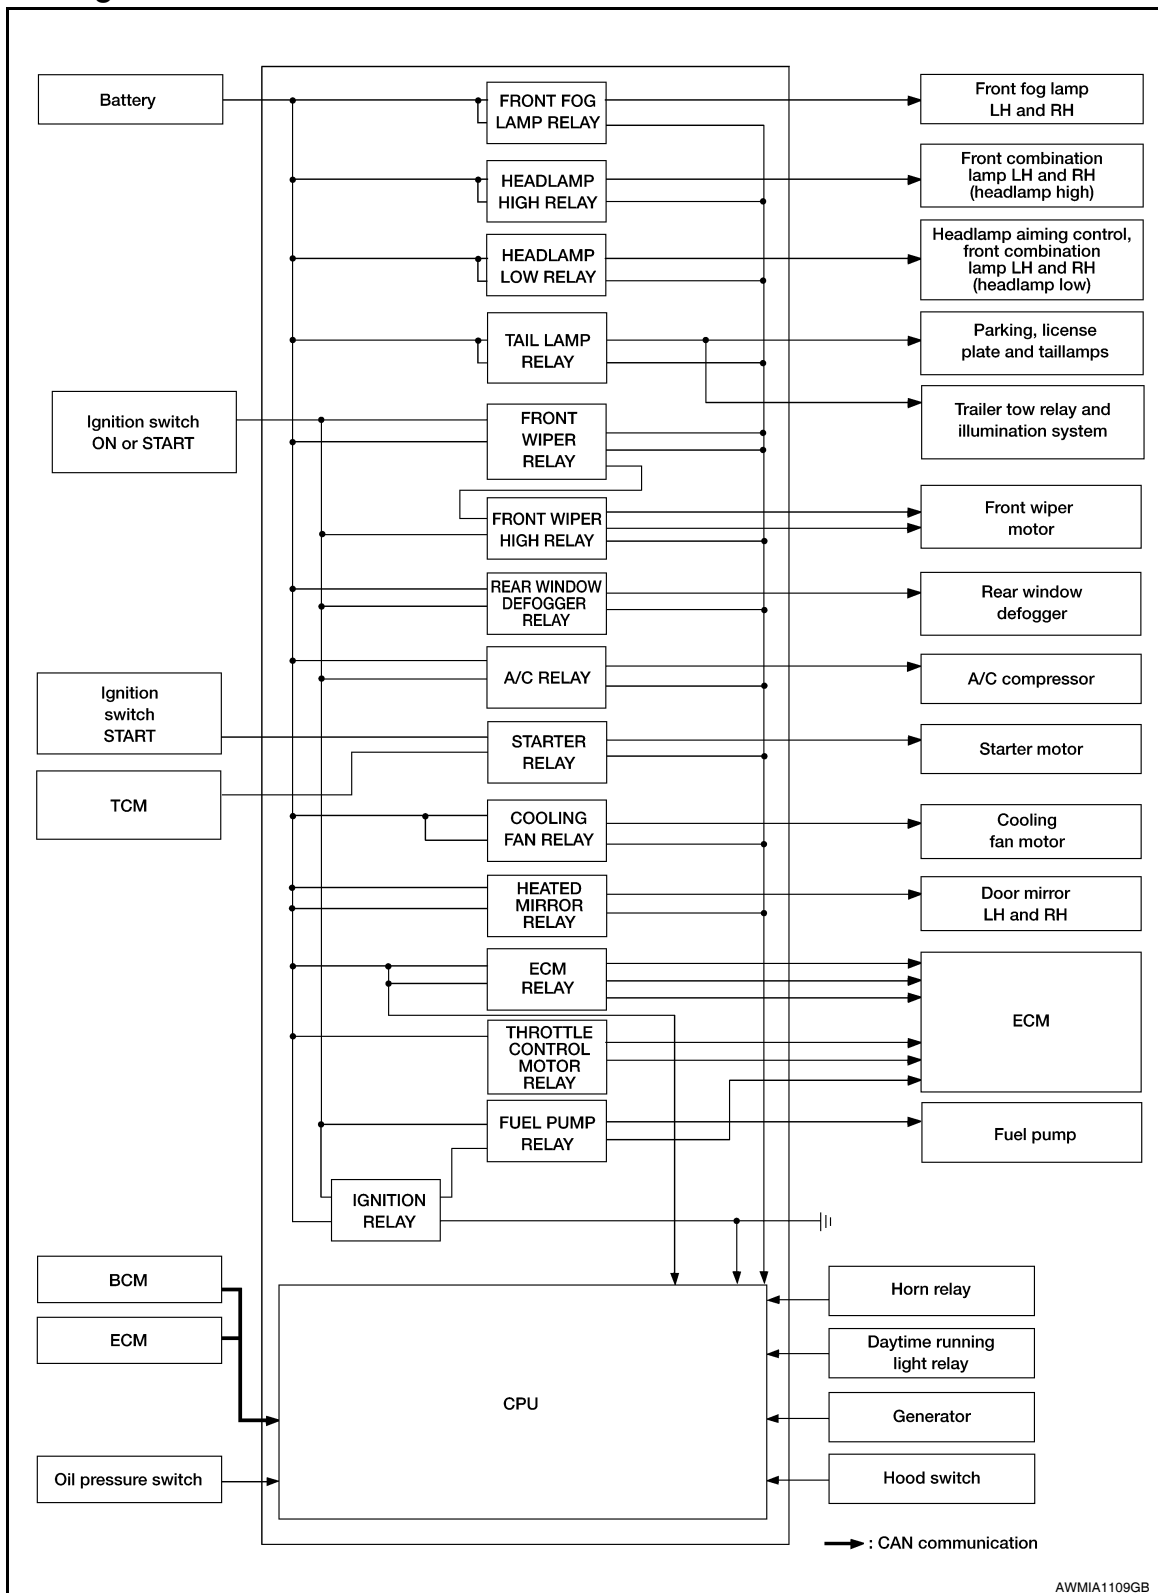 Battery
FRONT FOG
LAMP RELAY
Front fog lamp
LH and RH
HEADLAMP
HIGH RELAY
Front combination
lamp LH and RH
(headlamp high)
HEADLAMP
LOW RELAY
Headlamp aiming control,
front combination
lamp LH and RH
(headlamp low)
TAIL LAMP
RELAY
Parking, license
plate and taillamps
Ignition switch
ON or START
FRONT
WIPER
RELAY
Trailer tow relay and
illumination system
FRONT WIPER
HIGH RELAY
Front wiper
motor
REAR WINDOW
DEFOGGER
RELAY
Rear window
defogger
A/C RELAY
A/C compressor
Ignition
switch
START
STARTER
RELAY
Starter motor
TCM
COOLING
FAN RELAY
Cooling
fan motor
HEATED
MIRROR
RELAY
Door mirror
LH and RH
ECM
RELAY
ECM
THROTTLE
CONTROL
MOTOR
RELAY
FUEL PUMP
RELAY
Fuel pump
IGNITION
RELAY
BCM
ECM
Oil pressure switch
CPU
Horn relay
Daytime running
light relay
Generator
Hood switch
: CAN communication
AWMIA1109GB